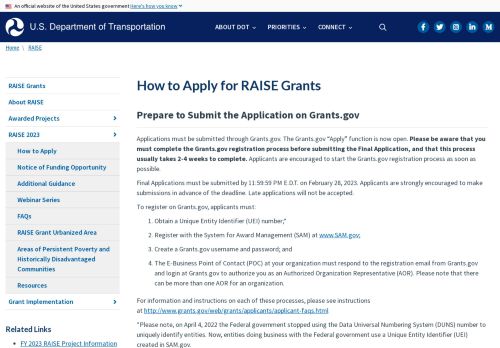 An official website of the United States government Here's how you know
U.S. Department of Transportation
ABOUT DOT
PRIORITIES
CONNECT
Home \ RAISE
RAISE Grants
About RAISE
Awarded Projects
RAISE 2023
How to Apply
Notice of Funding Opportunity
Additional Guidance
Webinar Series
FAQs
RAISE Grant Urbanized Area
Areas of Persistent Poverty and
Historically Disadvantaged
Communities
Resources
Grant Implementation
Related Links
FY 2023 RAISE Project Information
How to Apply for RAISE Grants
Prepare to Submit the Application on Grants.gov
Applications must be submitted through Grants.gov. The Grants.gov “Apply” function is now open. Please be aware that you
must complete the Grants.gov registration process before submitting the Final Application, and that this process
usually takes 2-4 weeks to complete. Applicants are encouraged to start the Grants.gov registration process as soon as
possible.
Final Applications must be submitted by 11:59:59 PM E.D.T. on February 28, 2023. Applicants are strongly encouraged to make
submissions in advance of the deadline. Late applications will not be accepted.
To register on Grants.gov, applicants must:
1. Obtain a Unique Entity Identifier (UEI) number;*
2. Register with the System for Award Management (SAM) at www.SAM.gov;
3. Create a Grants.gov username and password; and
4. The E-Business Point of Contact (POC) at your organization must respond to the registration email from Grants.gov
and login at Grants.gov to authorize you as an Authorized Organization Representative (AOR). Please note that there
can be more than one AOR for an organization.
For information and instructions on each of these processes, please see instructions
at http://www.grants.gov/web/grants/applicants/applicant-faqs.html
*Please note, on April 4, 2022 the Federal government stopped using the Data Universal Numbering System (DUNS) number to
uniquely identify entities. Now, entities doing business with the Federal government use a Unique Entity Identifier (UEI)
created in SAM.gov.